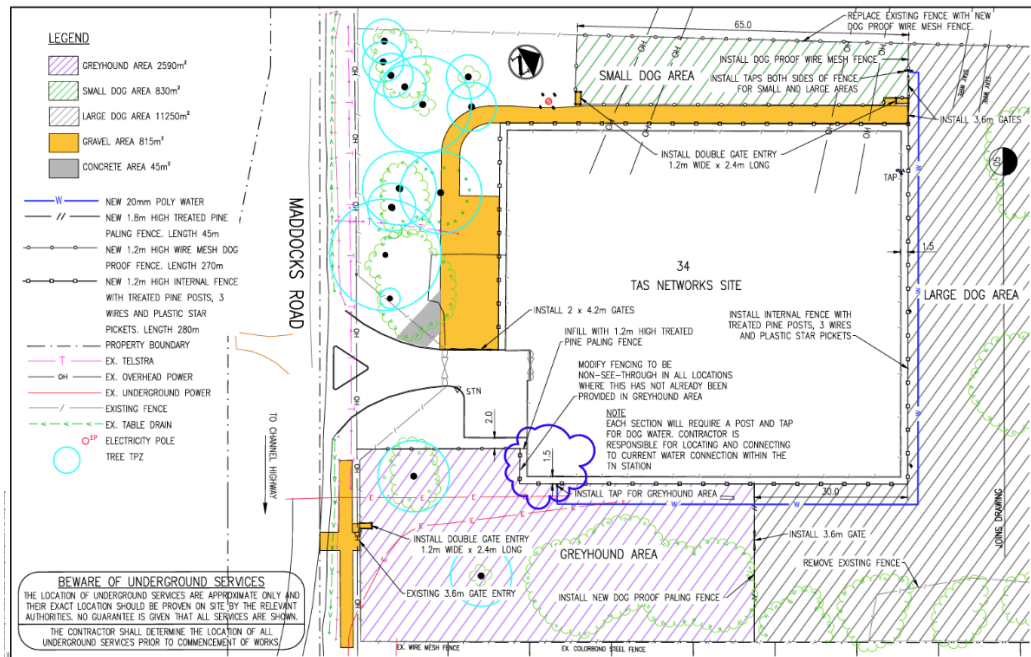 LEGEND
GREYHOUND AREA 2590m²
SMALL DOG AREA 830m²
LARGE DOG AREA 11250m²
GRAVEL AREA 815m²
CONCRETE AREA 45m²
W
NEW 20mm POLY WATER
NEW 1.8m HIGH TREATED PINE
PALING FENCE. LENGTH 45m
NEW 1.2m HIGH WIRE MESH DOG
PROOF FENCE. LENGTH 270m
NEW 1.2m HIGH INTERNAL FENCE
WITH TREATED PINE POSTS, 3
WIRES AND PLASTIC STAR
PICKETS. LENGTH 280m
PROPERTY BOUNDARY
T
EX. TELSTRA
OH
EX. OVERHEAD POWER
E
EX. UNDERGROUND POWER
EXISTING FENCE
EX. TABLE DRAIN
EP
ELECTRICITY POLE
TREE TPZ
BEWARE OF UNDERGROUND SERVICES
THE LOCATION OF UNDERGROUND SERVICES ARE APPROXIMATE ONLY AND
THEIR EXACT LOCATION SHOULD BE PROVEN ON SITE BY THE RELEVANT
AUTHORITIES. NO GUARANTEE IS GIVEN THAT ALL SERVICES ARE SHOWN.
THE CONTRACTOR SHALL DETERMINE THE LOCATION OF ALL
UNDERGROUND SERVICES PRIOR TO COMMENCEMENT OF WORKS.
MADDOCKS ROAD
TO CHANNEL HIGHWAY
65.0
REPLACE EXISTING FENCE WITH NEW
DOG PROOF WIRE MESH FENCE.
SMALL DOG AREA
INSTALL DOG PROOF WIRE MESH FENCE
INSTALL TAPS BOTH SIDES OF FENCE
FOR SMALL AND LARGE AREAS
STAY WIRE
STAY WIRE
INSTALL 3.6m GATES
INSTALL DOUBLE GATE ENTRY
1.2m WIDE x 2.4m LONG
TAP
50
1.5
34
TAS NETWORKS SITE
LARGE DOG AREA
INSTALL 2 x 4.2m GATES
INSTALL INTERNAL FENCE WITH
TREATED PINE POSTS, 3 WIRES
AND PLASTIC STAR PICKETS
INFILL WITH 1.2m HIGH TREATED
PINE PALING FENCE
MODIFY FENCING TO BE
NON-SEE-THROUGH IN ALL LOCATIONS
WHERE THIS HAS NOT ALREADY BEEN
PROVIDED IN GREYHOUND AREA
NOTE
EACH SECTION WILL REQUIRE A POST AND TAP
FOR DOG WATER. CONTRACTOR IS
RESPONSIBLE FOR LOCATING AND CONNECTING
TO CURRENT WATER CONNECTION WITHIN THE
TN STATION
STN
2.0
1.5
INSTALL TAP FOR GREYHOUND AREA
30.0
INSTALL DOUBLE GATE ENTRY
1.2m WIDE x 2.4m LONG
GREYHOUND AREA
INSTALL 3.6m GATE
JOINS DRAWING
REMOVE EXISTING FENCE
EXISTING 3.6m GATE ENTRY
INSTALL NEW DOG PROOF PALING FENCE
EX. WIRE MESH FENCE
EX. COLORBOND STEEL FENCE